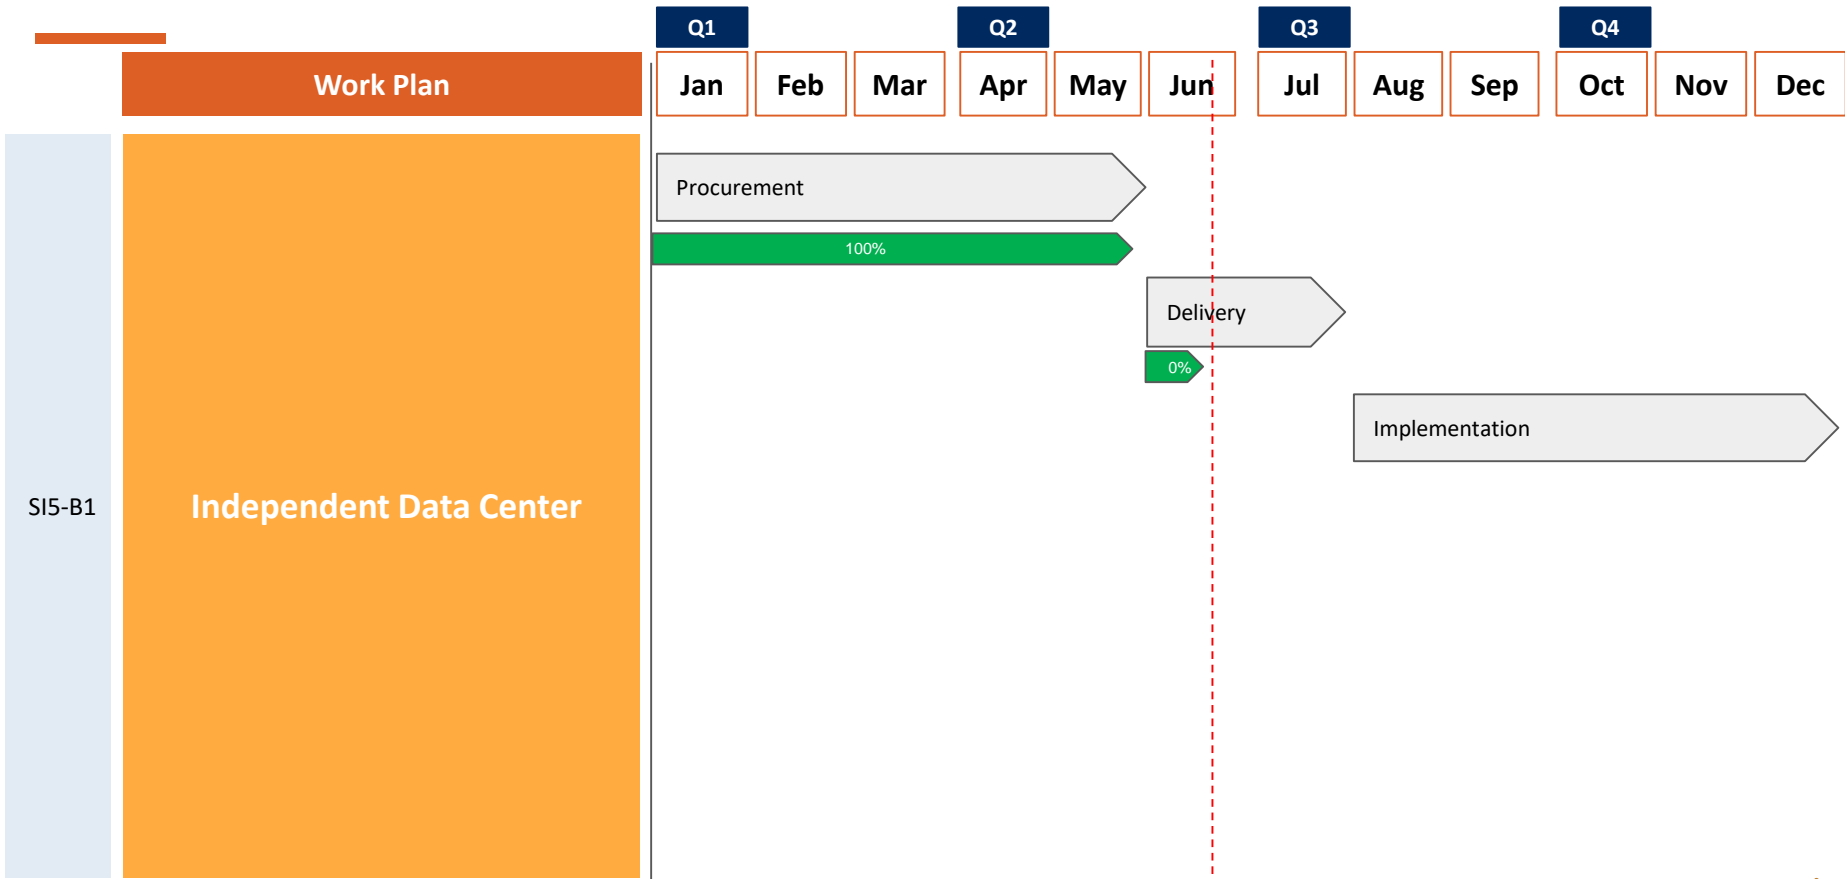 Q1 Q2 Q3 Q4
Work Plan Jan Feb Mar Apr May Jun Jul Aug Sep Oct Nov Dec
Procurement
100%
Delivery
0%
Implementation
SI5-B1 Independent Data Center